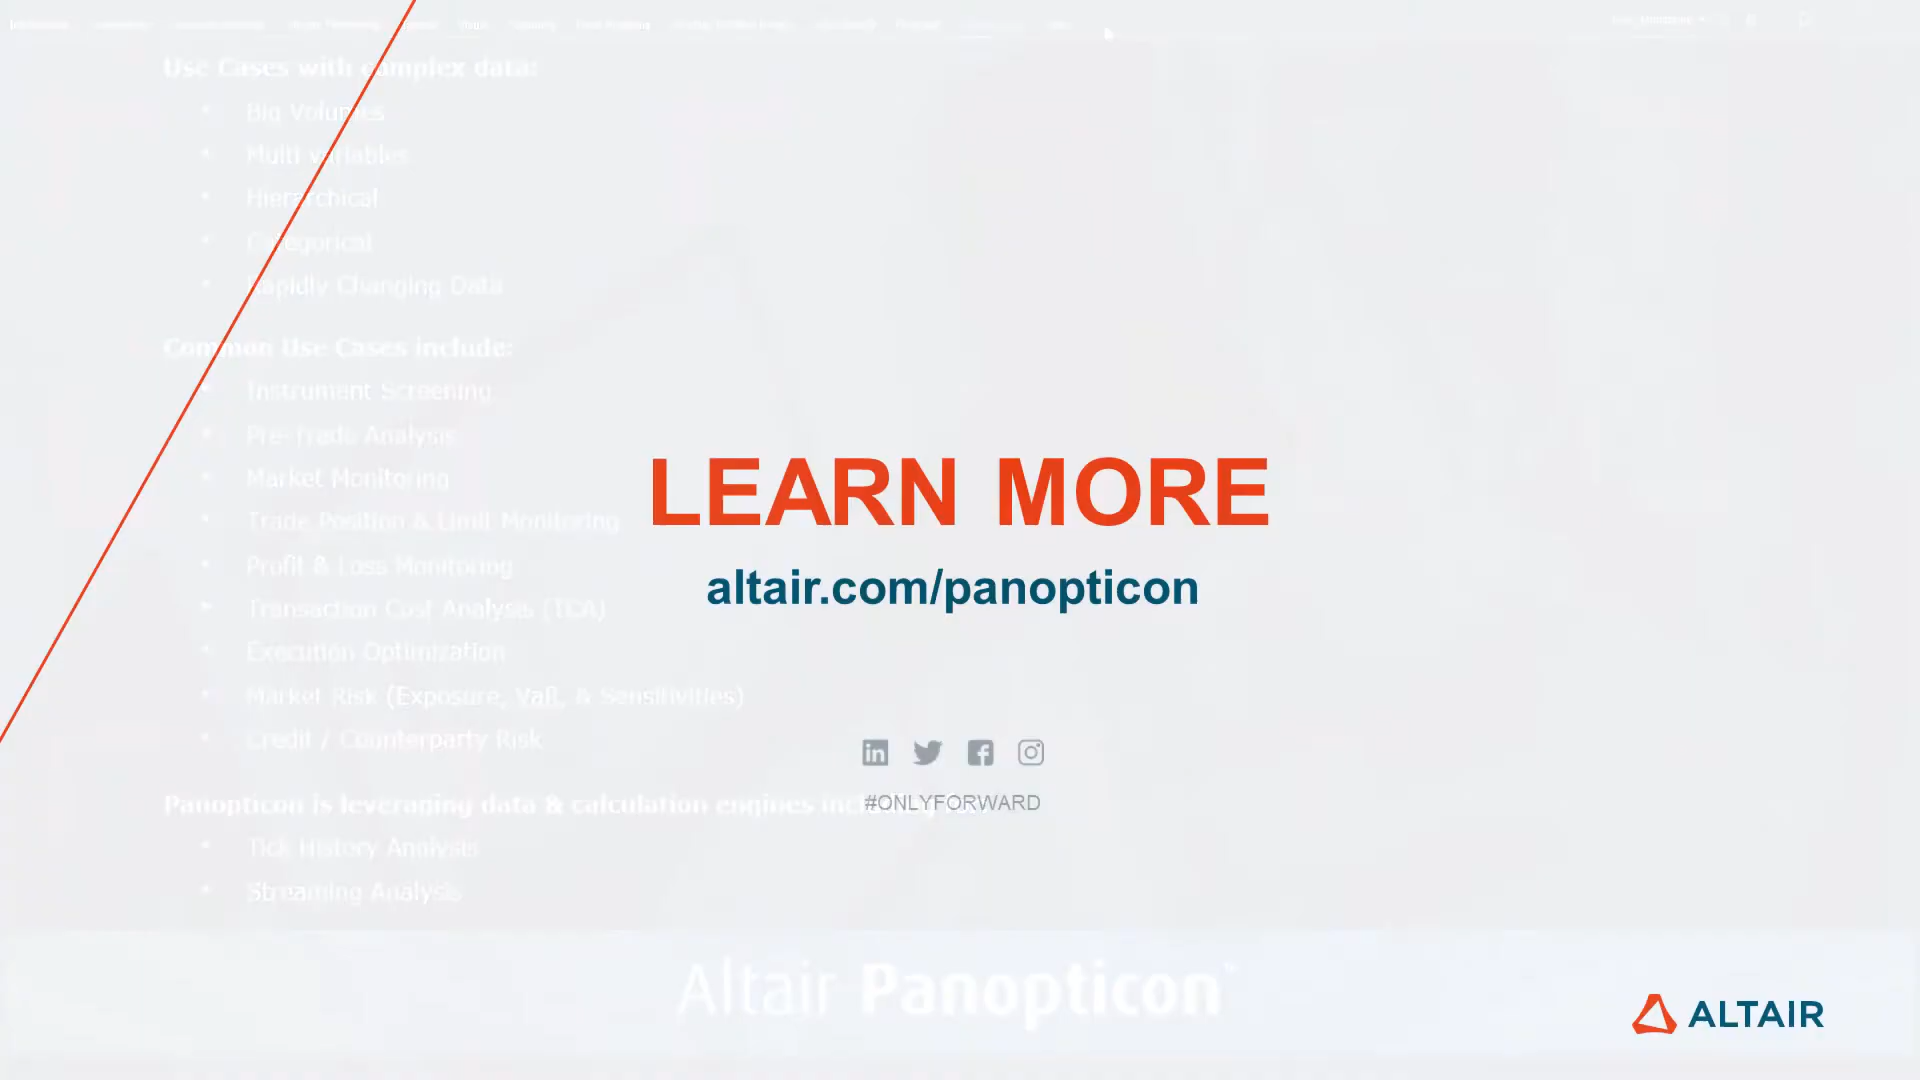 Use Cases with complex data:
• Big Volumes
• Multi variables
• Hierarchical
• Categorical
• Rapidly Changing Data
Common Use Cases include:
• Instrument Screening
• Pre-Trade Analysis
• Market Monitoring
• Trade Position & Limit Monitoring
• Profit & Loss Monitoring
• Transaction Cost Analysis (TCA)
• Execution Optimization
• Market Risk (Exposure, VaR, & Sensitivities)
• Credit / Counterparty Risk
Panopticon is leveraging data & calculation engines
• Tick History Analysis
• Streaming Analysis
LEARN MORE
altair.com/panopticon
#ONLYFORWARD
Altair Panopticon™
ALTAIR